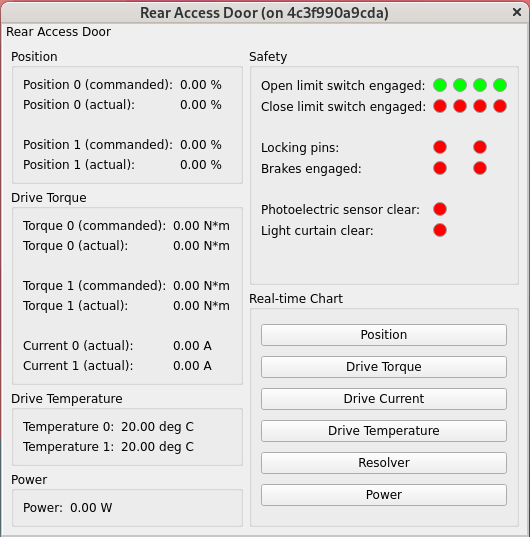 Rear Access Door (on 4c3f990a9cda)
Rear Access Door
Position
Position 0 (commanded): 0.00 %
Position 0 (actual): 0.00 %
Position 1 (commanded): 0.00 %
Position 1 (actual): 0.00 %
Drive Torque
Torque 0 (commanded): 0.00 N*m
Torque 0 (actual): 0.00 N*m
Torque 1 (commanded): 0.00 N*m
Torque 1 (actual): 0.00 N*m
Current 0 (actual): 0.00 A
Current 1 (actual): 0.00 A
Drive Temperature
Temperature 0: 20.00 deg C
Temperature 1: 20.00 deg C
Power
Power: 0.00 W
Safety
Open limit switch engaged:
Close limit switch engaged:
Locking pins:
Brakes engaged:
Photoelectric sensor clear:
Light curtain clear:
Real-time Chart
Position
Drive Torque
Drive Current
Drive Temperature
Resolver
Power